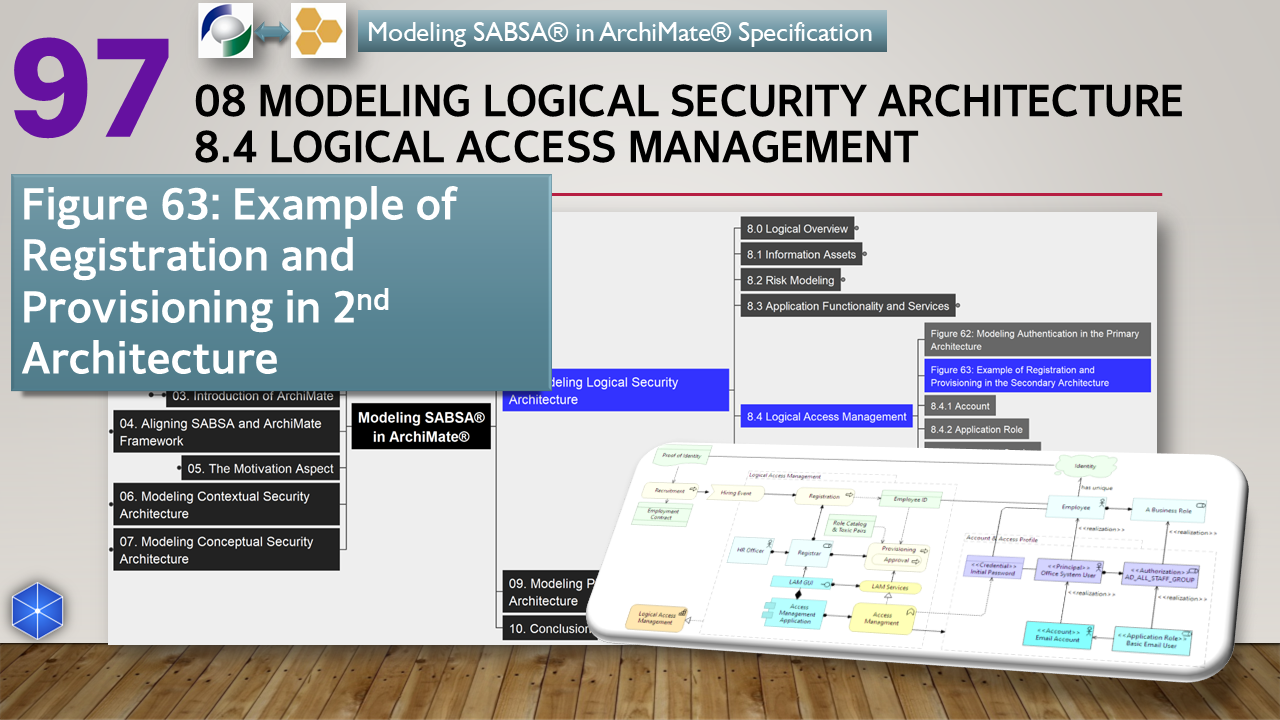 97
Modeling SABSA® in ArchiMate® Specification
08 MODELING LOGICAL SECURITY ARCHITECTURE
8.4 LOGICAL ACCESS MANAGEMENT
Figure 63: Example of
Registration and
Provisioning in 2nd
Architecture
03. Introduction of ArchiMate
04. Aligning SABSA and ArchiMate
Framework
05. The Motivation Aspect
06. Modeling Contextual Security
Architecture
07. Modeling Conceptual Security
Architecture
Modeling SABSA®
in ArchiMate®
deling Logical Security
Architecture
09. Modeling P
Architecture
10. Conclusion
8.0 Logical Overview
8.1 Information Assets
8.2 Risk Modeling
8.3 Application Functionality and Services
8.4 Logical Access Management
Figure 62: Modeling Authentication in the Primary
Architecture
Figure 63: Example of Registration and
Provisioning in the Secondary Architecture
8.4.1 Account
8.4.2 Application Role
Proof of Identity
Identity
Logical Access Management
has unique
Recruitment
Hiring Event
Registration
Employee ID
Employee
A Business Role
Employment
Contract
Role Catalog
& Toxic Pairs
<<realization>>
<<realization>>
Account & Access Profile
HR Officer
Registrar
Provisioning
Approval
<<Credential>>
Initial Password
<<Principal>>
Office System User
<<Authorization>>
AD_ALL_STAFF_GROUP
LAM GUI
LAM Services
<<realization>>
<<realization>>
Logical Access
Management
Access
Management
Application
Access
Managment
<<Account>>
Email Account
<<Application Role>>
Basic Email User